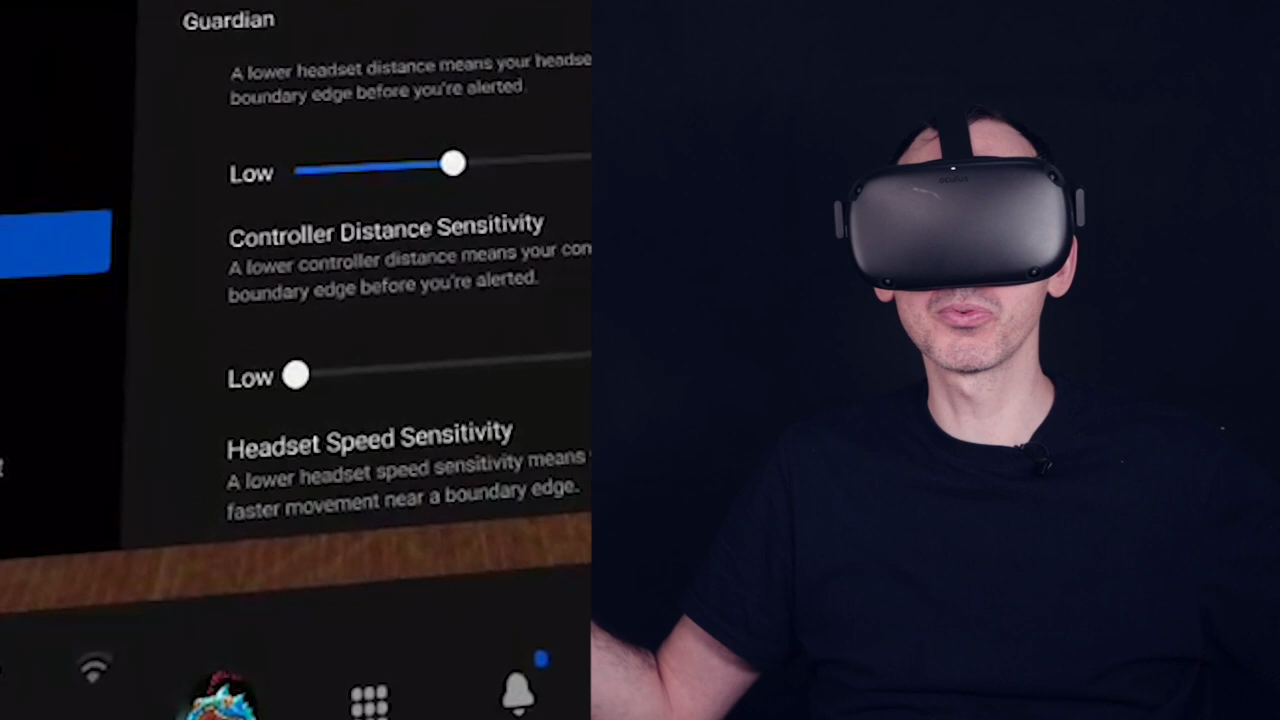 Guardian
A lower headset distance means your headse
boundary edge before you're alerted
Low
Controller Distance Sensitivity
A lower controller distance means your con
boundary edge before you're alerted.
Low
Headset Speed Sensitivity
A lower headset speed sensitivity means
faster movement near a boundary edge.
oculus